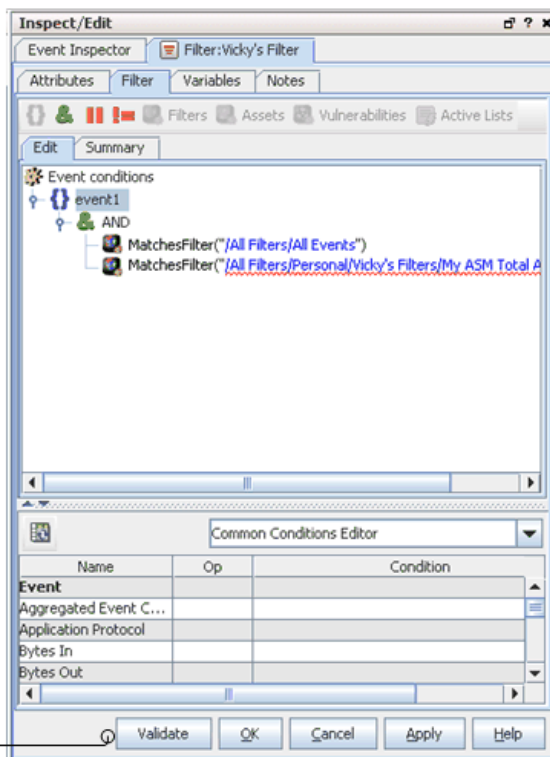 Inspect/Edit
Event Inspector Filter:Vicky's Filter
Attributes Filter Variables Notes
Filters Assets Vulnerabilities Active Lists
Edit Summary
Event conditions
event1
AND
MatchesFilter("/All Filters/All Events")
MatchesFilter("/All Filters/Personal/Vicky's Filters/My ASM Total A
Common Conditions Editor
Name Op Condition
Event
Aggregated Event C...
Application Protocol
Bytes In
Bytes Out
Validate OK Cancel Apply Help